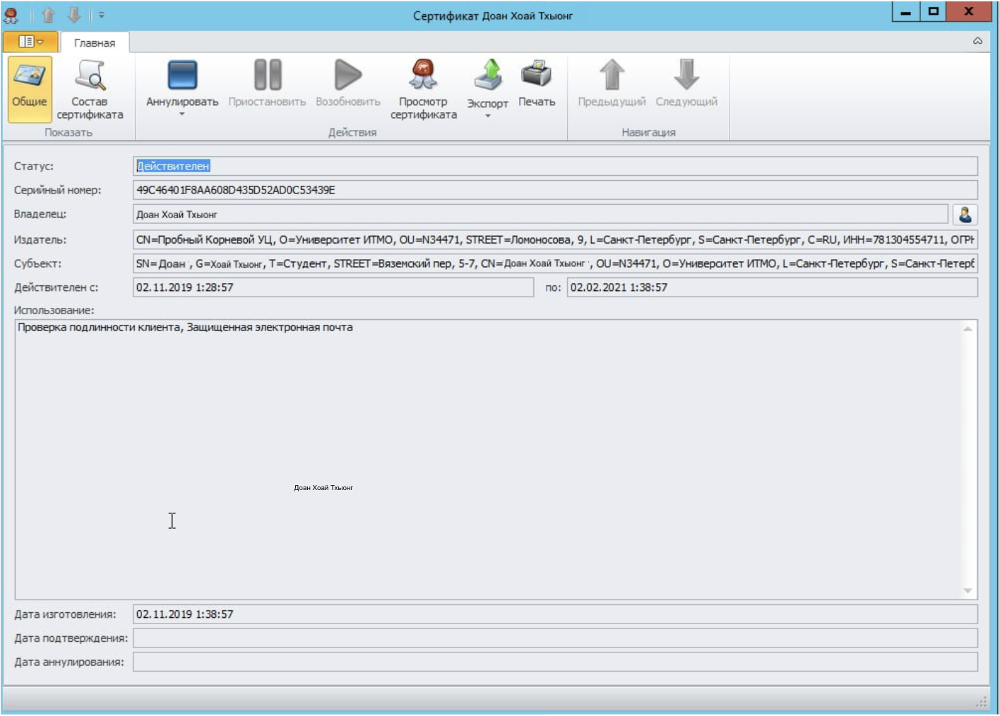 Сертификат Доан Хоай Тхыонг
Главная
Общие
Состав сертификата
Аннулировать
Приостановить
Возобновить
Просмотр сертификата
Экспорт
Печать
Предыдущий
Следующий
Показать
Действия
Навигация
Статус: Действителен
Серийный номер: 49C46401F8AA608D435D52AD0C53439E
Владелец: Доан Хоай Тхыонг
Издатель: CN=Пробный Корневой УЦ, O=Университет ИТМО, OU=N34471, STREET=Ломоносова, 9, L=Санкт-Петербург, S=Санкт-Петербург, C=RU, ИНН=781304554711, ОГРН
Субъект: SN=Доан , G=Хоай Тхыонг, T=Студент, STREET=Вяземский пер, 5-7, CN=Доан Хоай Тхыонг , OU=N34471, O=Университет ИТМО, L=Санкт-Петербург, S=Санкт-Петерб
Действителен с: 02.11.2019 1:28:57 по: 02.02.2021 1:38:57
Использование:
Проверка подлинности клиента, Защищенная электронная почта
Доан Хоай Тхыонг
Дата изготовления: 02.11.2019 1:38:57
Дата подтверждения:
Дата аннулирования: